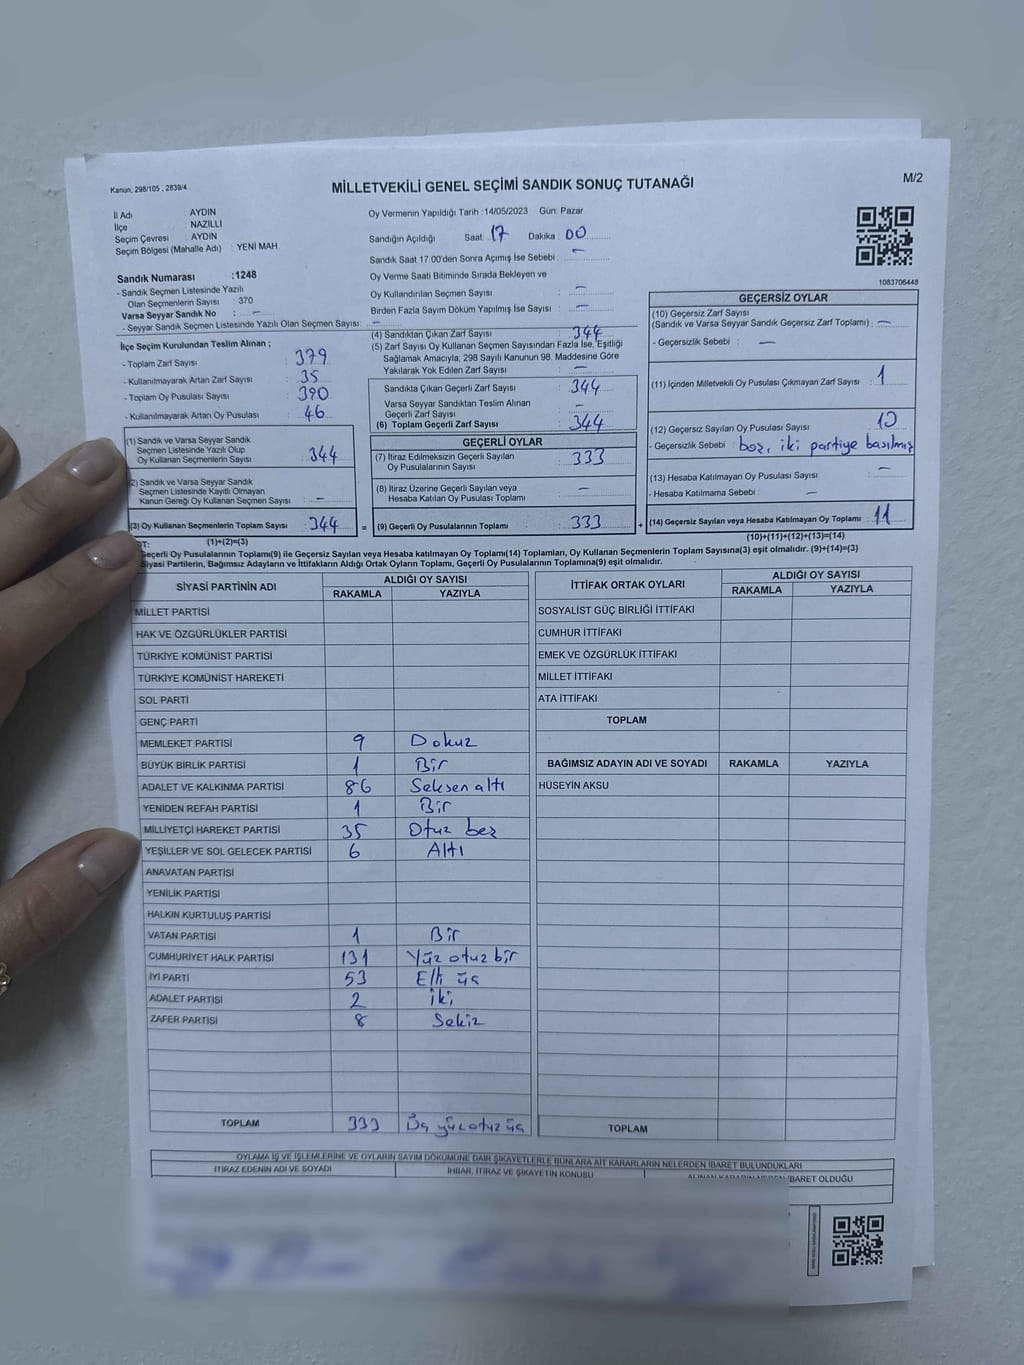 Kanun, 298/105 , 2839/4
MİLLETVEKİLİ GENEL SEÇİMİ SANDIK SONUÇ TUTANAĞI
M/2
İl Adı : AYDIN
İlçe : NAZİLLİ
Seçim Çevresi : AYDIN
Seçim Bölgesi (Mahalle Adı) : YENİ MAH.
Oy Vermenin Yapıldığı Tarih :14/05/2023 Gün: Pazar
Sandığın Açıldığı Saat: 17 Dakika : 00
Sandık Saat 17:00'den Sonra Açımış İse Sebebi : –
Sandık Numarası :1248
- Sandık Seçmen Listesinde Yazılı
Olan Seçmenlerin Sayısı : 370
Varsa Seyyar Sandık No : –
- Seyyar Sandık Seçmen Listesinde Yazılı Olan Seçmen Sayısı: –
Oy Verme Saati Bitiminde Sırada Bekleyen ve
Oy Kullandırılan Seçmen Sayısı : –
Birden Fazla Sayım Döküm Yapılmış İse Sayısı : –
1083706448
İlçe Seçim Kurulundan Teslim Alınan ;
- Toplam Zarf Sayısı : 379
- Kullanılmayarak Artan Zarf Sayısı : 35
- Toplam Oy Pusulası Sayısı : 390
- Kullanılmayarak Artan Oy Pusulası : 46
(4) Sandıktan Çıkan Zarf Sayısı : 344
(5) Zarf Sayısı Oy Kullanan Seçmen Sayısından Fazla İse, Eşitliği
Sağlamak Amacıyla, 298 Sayılı Kanunun 98. Maddesine Göre
Yakılarak Yok Edilen Zarf Sayısı : –
Sandıkta Çıkan Geçerli Zarf Sayısı : 344
Varsa Seyyar Sandıktan Teslim Alınan
Geçerli Zarf Sayısı : –
(6) Toplam Geçerli Zarf Sayısı : 344
GEÇERSİZ OYLAR
(10) Geçersiz Zarf Sayısı
(Sandık ve Varsa Seyyar Sandık Geçersiz Zarf Toplamı) : –
- Geçersizlik Sebebi : –
(11) İçinden Milletvekili Oy Pusulası Çıkmayan Zarf Sayısı : 1
(12) Geçersiz Sayılan Oy Pusulası Sayısı : 10
- Geçersizlik Sebebi : boş, iki partiye basılmış
(13) Hesaba Katılmayan Oy Pusulası Sayısı : –
- Hesaba Katılmama Sebebi : –
(14) Geçersiz Sayılan veya Hesaba Katılmayan Oy Toplamı : 11
(10)+(11)+(12)+(13)=(14)
(1) Sandık ve Varsa Seyyar Sandık
Seçmen Listesinde Yazılı Olup
Oy Kullanan Seçmenlerin Sayısı : 344
(2) Sandık ve Varsa Seyyar Sandık
Seçmen Listesinde Kayıtlı Olmayan
Kanun Gereği Oy Kullanan Seçmen Sayısı : –
(3) Oy Kullanan Seçmenlerin Toplam Sayısı : 344 =
(1)+(2)=(3)
GEÇERLİ OYLAR
(7) İtiraz Edilmeksizin Geçerli Sayılan
Oy Pusulalarının Sayısı : 333
(8) İtiraz Üzerine Geçerli Sayılan veya
Hesaba Katılan Oy Pusulası Toplamı : –
(9) Geçerli Oy Pusulalarının Toplamı : 333 +
Geçerli Oy Pusulalarının Toplamı(9) ile Geçersiz Sayılan veya Hesaba katılmayan Oy Toplamı(14) Toplamları, Oy Kullanan Seçmenlerin Toplam Sayısına(3) eşit olmalıdır. (9)+(14)=(3)
Siyasi Partilerin, Bağımsız Adayların ve İttifakların Aldığı Ortak Oyların Toplamı, Geçerli Oy Pusulalarının Toplamına(9) eşit olmalıdır.
SİYASİ PARTİNİN ADI ALDIĞI OY SAYISI
RAKAMLA YAZIYLA
MİLLET PARTİSİ
HAK VE ÖZGÜRLÜKLER PARTİSİ
TÜRKİYE KOMÜNİST PARTİSİ
TÜRKİYE KOMÜNİST HAREKETİ
SOL PARTİ
GENÇ PARTİ
MEMLEKET PARTİSİ 9 Dokuz
BÜYÜK BİRLİK PARTİSİ 1 Bir
ADALET VE KALKINMA PARTİSİ 86 Seksen altı
YENİDEN REFAH PARTİSİ 1 Bir
MİLLİYETÇİ HAREKET PARTİSİ 35 Otuz beş
YEŞİLLER VE SOL GELECEK PARTİSİ 6 Altı
ANAVATAN PARTİSİ
YENİLİK PARTİSİ
HALKIN KURTULUŞ PARTİSİ
VATAN PARTİSİ 1 Bir
CUMHURİYET HALK PARTİSİ 131 Yüz otuz bir
İYİ PARTİ 53 Elli üç
ADALET PARTİSİ 2 iki
ZAFER PARTİSİ 8 Sekiz
TOPLAM 333 Üç yüz otuz üç
İTTİFAK ORTAK OYLARI ALDIĞI OY SAYISI
RAKAMLA YAZIYLA
SOSYALİST GÜÇ BİRLİĞİ İTTİFAKI
CUMHUR İTTİFAKI
EMEK VE ÖZGÜRLÜK İTTİFAKI
MİLLET İTTİFAKI
ATA İTTİFAKI
TOPLAM
BAĞIMSIZ ADAYIN ADI VE SOYADI RAKAMLA YAZIYLA
HÜSEYİN AKSU
TOPLAM
OYLAMA İŞ VE İŞLEMLERİNE VE OYLARIN SAYIM DÖKÜMÜNE DAİR ŞİKAYETLERLE BUNLARA AİT KARARLARIN NELERDEN İBARET BULUNDUKLARI
İTİRAZ EDENİN ADI VE SOYADI İHBAR, İTİRAZ VE ŞİKAYETİN KONUSU ALINAN KARARIN NEDEN İBARET OLDUĞU